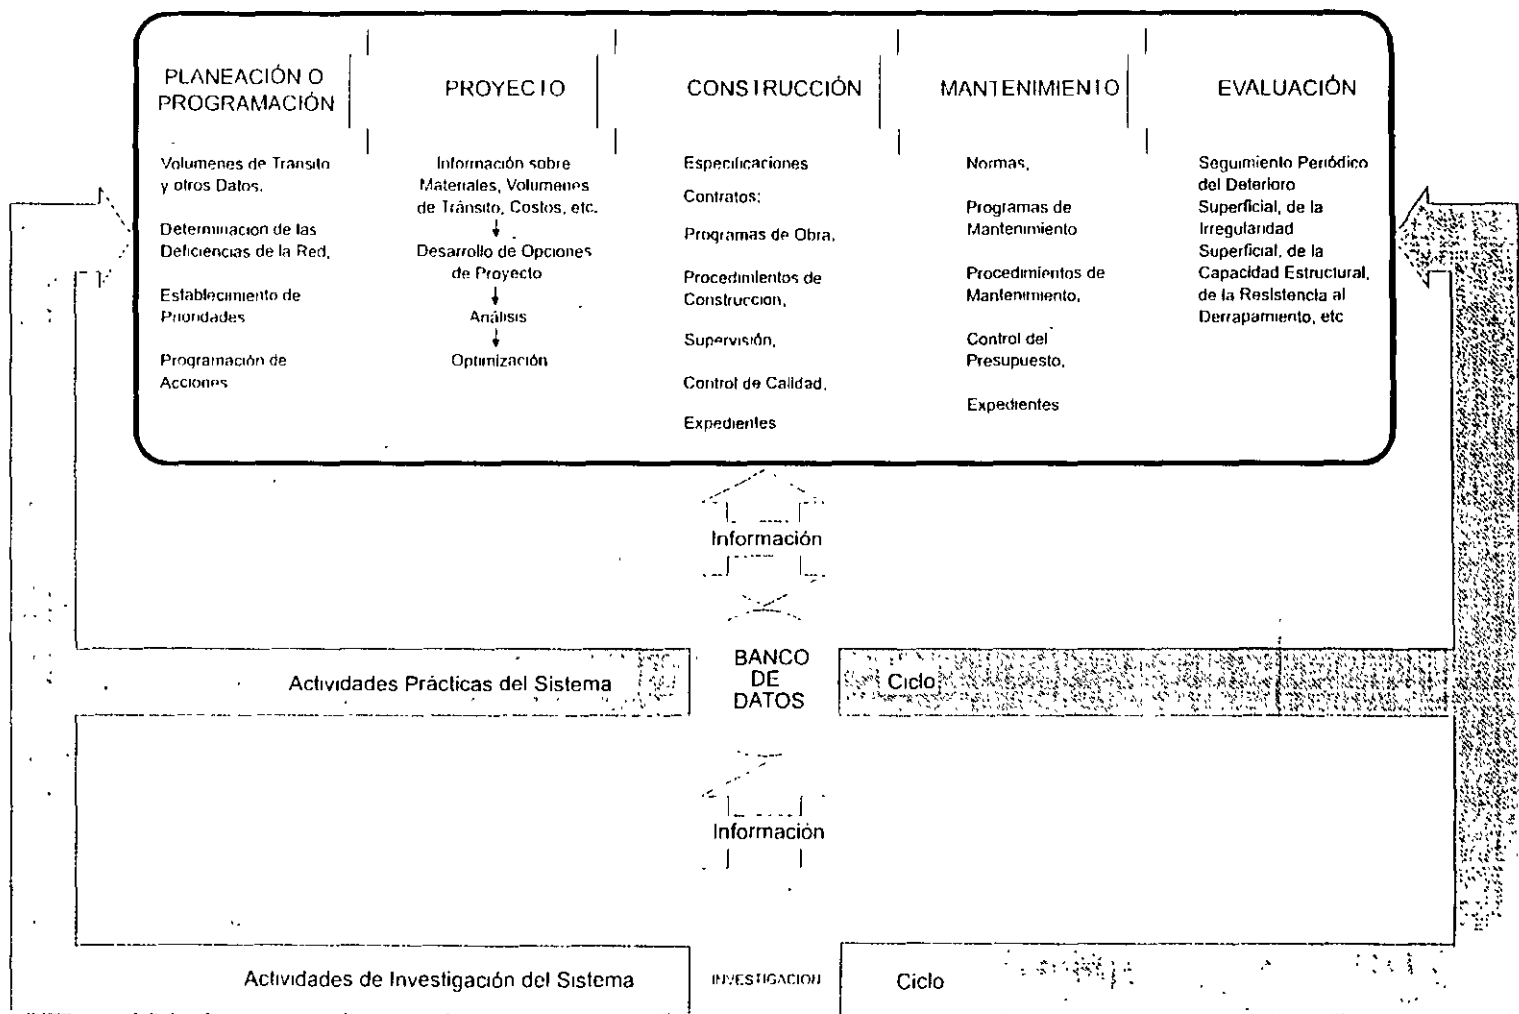 PLANEACIÓN O
PROGRAMACIÓN
Volumenes de Transito
y otros Datos,
Determinacion de las
Deficiencias de la Red,
Establecimiento de
Prioridades
Programación de
Acciones
PROYECTO
Información sobre
Materiales, Volumenes
de Tránsito, Costos, etc.
Desarrollo de Opciones
de Proyecto
Análisis
Optimización
CONSTRUCCIÓN
Especificaciones
Contratos;
Programas de Obra,
Procedimientos de
Construccion,
Supervisión,
Control de Calidad,
Expedientes
MANTENIMIENTO
Normas,
Programas de
Mantenimiento
Procedimientos de
Mantenimiento,
Control del
Presupuesto,
Expedientes
EVALUACIÓN
Seguimiento Periódico
del Deterioro
Superficial, de la
Irregularidad
Superficial, de la
Capacidad Estructural,
de la Resistencia al
Derrapamiento, etc
Información
BANCO
DE
DATOS
Actividades Prácticas del Sistema
Ciclo
Información
Actividades de Investigación del Sistema
INVESTIGACION
Ciclo